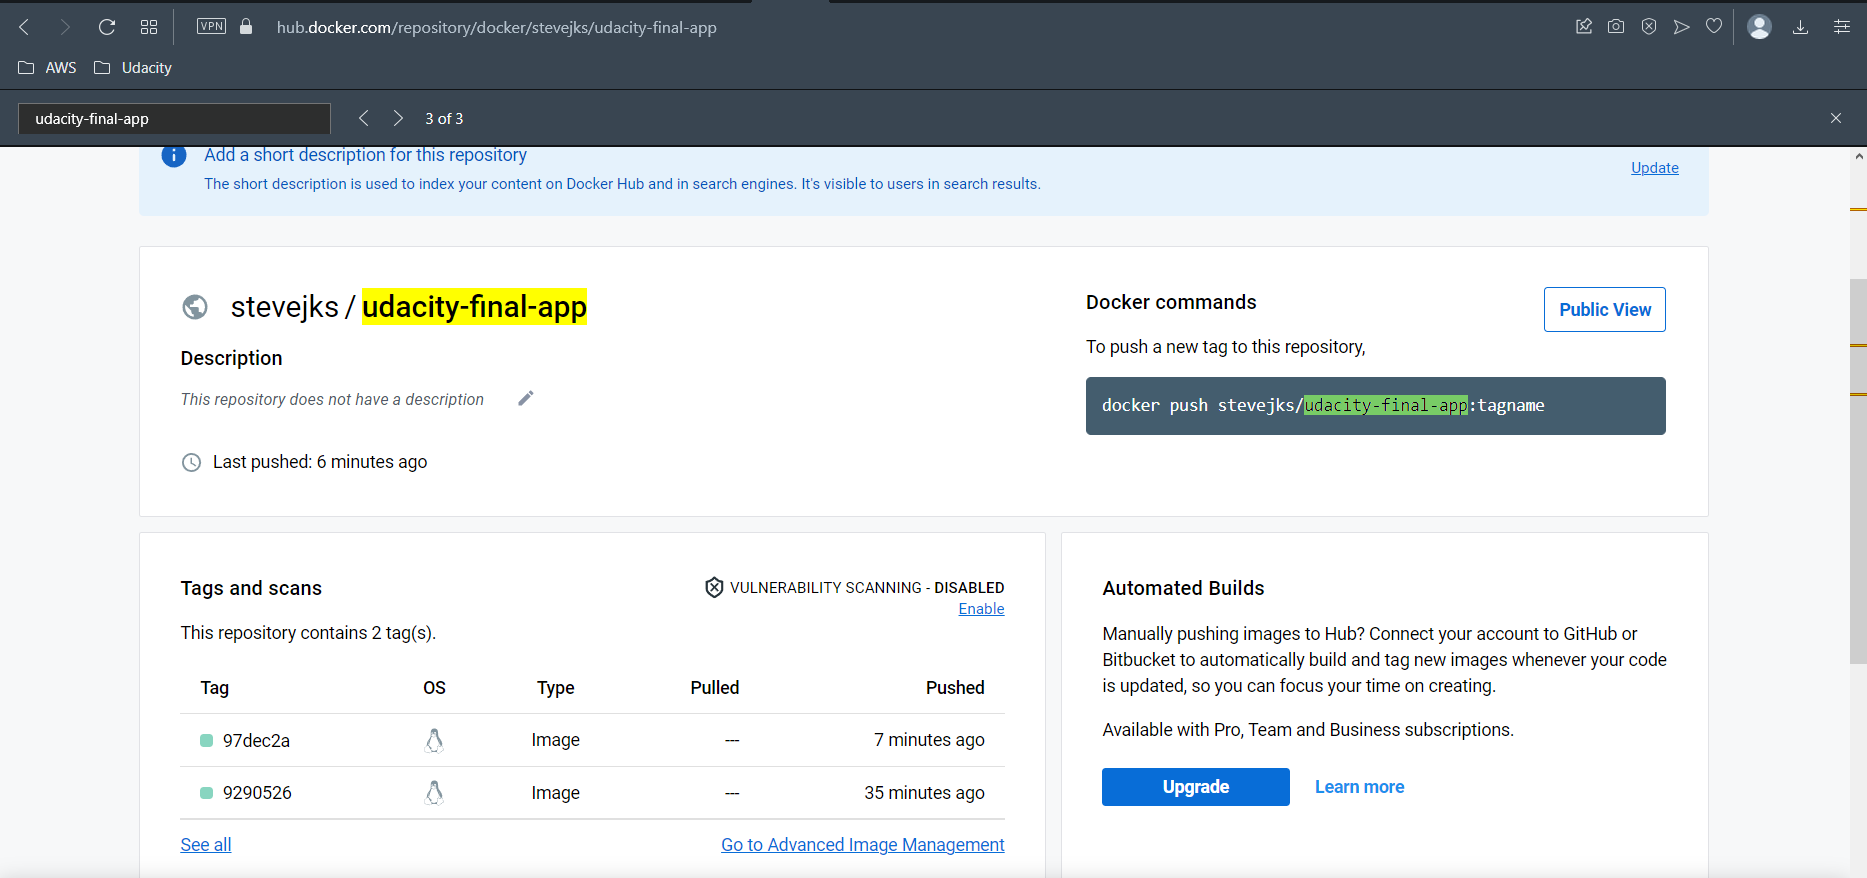 VPN hub.docker.com/repository/docker/stevejks/udacity-final-app
AWS Udacity
udacity-final-app 3 of 3
Add a short description for this repository
Update
The short description is used to index your content on Docker Hub and in search engines. It's visible to users in search results.
stevejks / udacity-final-app
Description
This repository does not have a description
Last pushed: 6 minutes ago
Docker commands
Public View
To push a new tag to this repository,
docker push stevejks/udacity-final-app:tagname
Tags and scans
VULNERABILITY SCANNING - DISABLED
Enable
This repository contains 2 tag(s).
Tag OS Type Pulled Pushed
97dec2a Image --- 7 minutes ago
9290526 Image --- 35 minutes ago
See all Go to Advanced Image Management
Automated Builds
Manually pushing images to Hub? Connect your account to GitHub or
Bitbucket to automatically build and tag new images whenever your code
is updated, so you can focus your time on creating.
Available with Pro, Team and Business subscriptions.
Upgrade Learn more